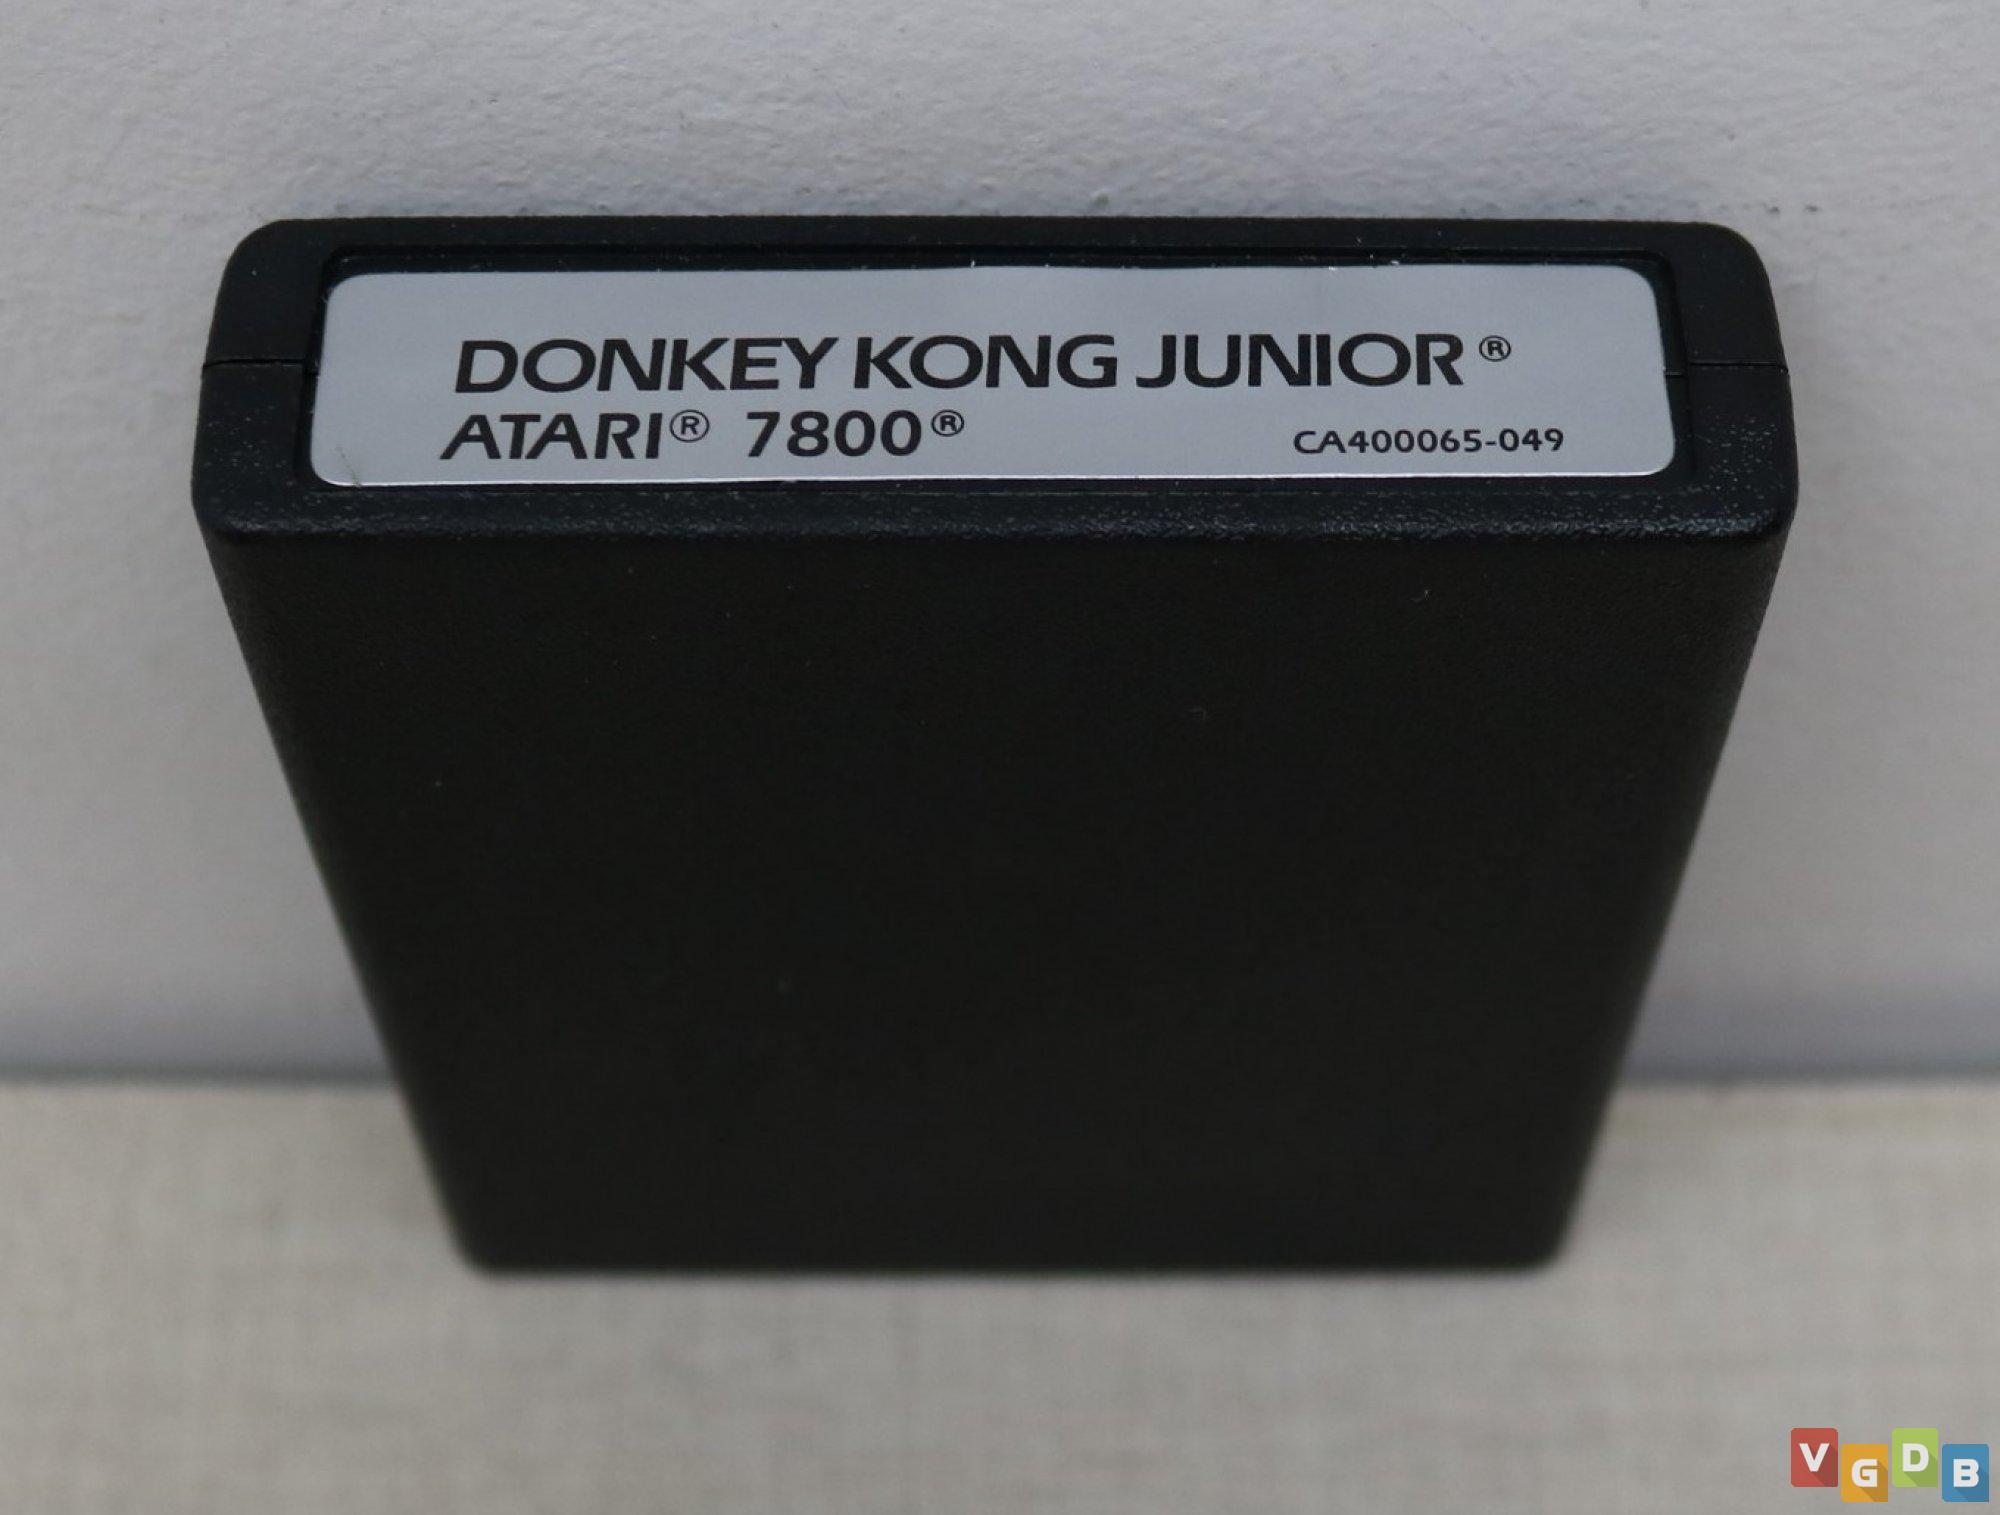 DONKEY KONG JUNIOR®
ATARI® 7800®
CA400065-049
VGDB